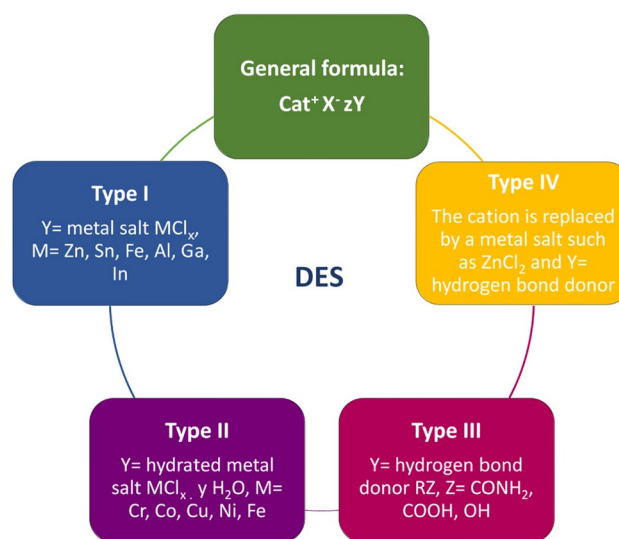 General formula:
Cat⁺ X⁻ zY
Type I
Y= metal salt MClₓ,
M= Zn, Sn, Fe, Al, Ga,
In
Type IV
The cation is replaced
by a metal salt such
as ZnCl₂ and Y=
hydrogen bond donor
DES
Type II
Y= hydrated metal
salt MClₓ . y H₂O, M=
Cr, Co, Cu, Ni, Fe
Type III
Y= hydrogen bond
donor RZ, Z= CONH₂,
COOH, OH